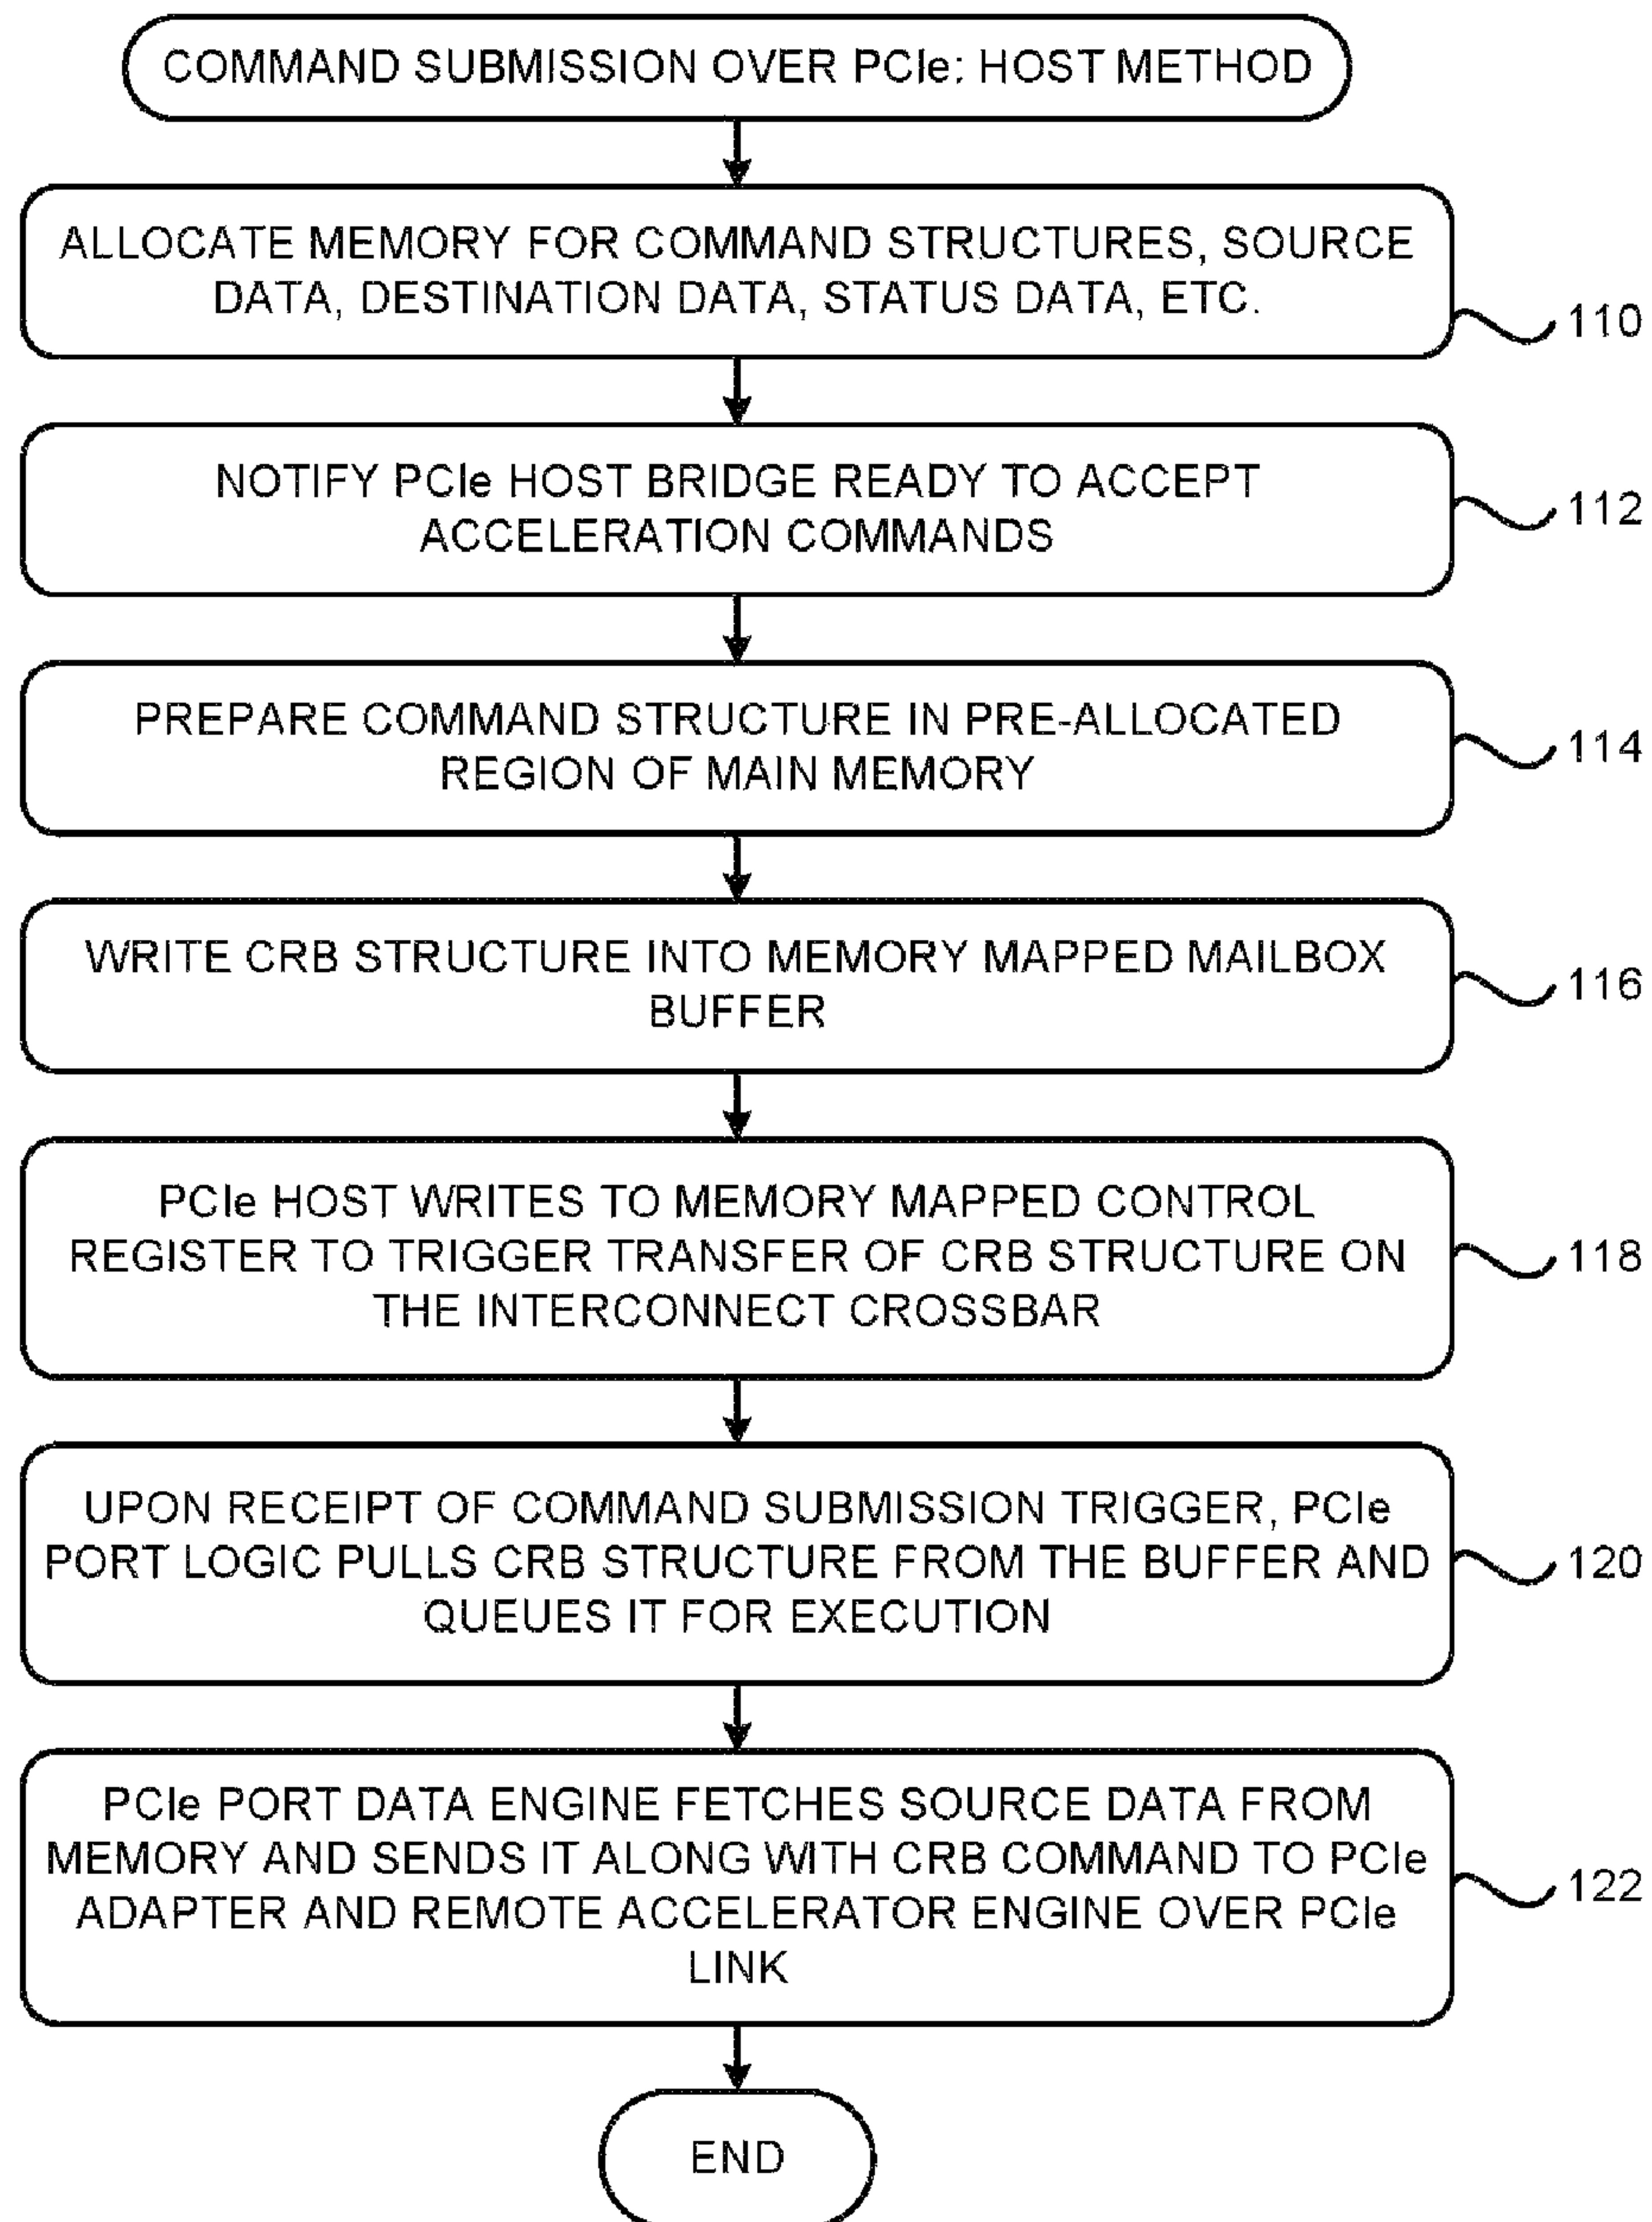 COMMAND SUBMISSION OVER PCIe: HOST METHOD
ALLOCATE MEMORY FOR COMMAND STRUCTURES, SOURCE
DATA, DESTINATION DATA, STATUS DATA, ETC.
110
NOTIFY PCIe HOST BRIDGE READY TO ACCEPT
ACCELERATION COMMANDS
112
PREPARE COMMAND STRUCTURE IN PRE-ALLOCATED
REGION OF MAIN MEMORY
114
WRITE CRB STRUCTURE INTO MEMORY MAPPED MAILBOX
BUFFER
116
PCIe HOST WRITES TO MEMORY MAPPED CONTROL
REGISTER TO TRIGGER TRANSFER OF CRB STRUCTURE ON
THE INTERCONNECT CROSSBAR
118
UPON RECEIPT OF COMMAND SUBMISSION TRIGGER, PCIe
PORT LOGIC PULLS CRB STRUCTURE FROM THE BUFFER AND
QUEUES IT FOR EXECUTION
120
PCIe PORT DATA ENGINE FETCHES SOURCE DATA FROM
MEMORY AND SENDS IT ALONG WITH CRB COMMAND TO PCIe
ADAPTER AND REMOTE ACCELERATOR ENGINE OVER PCIe
LINK
122
END